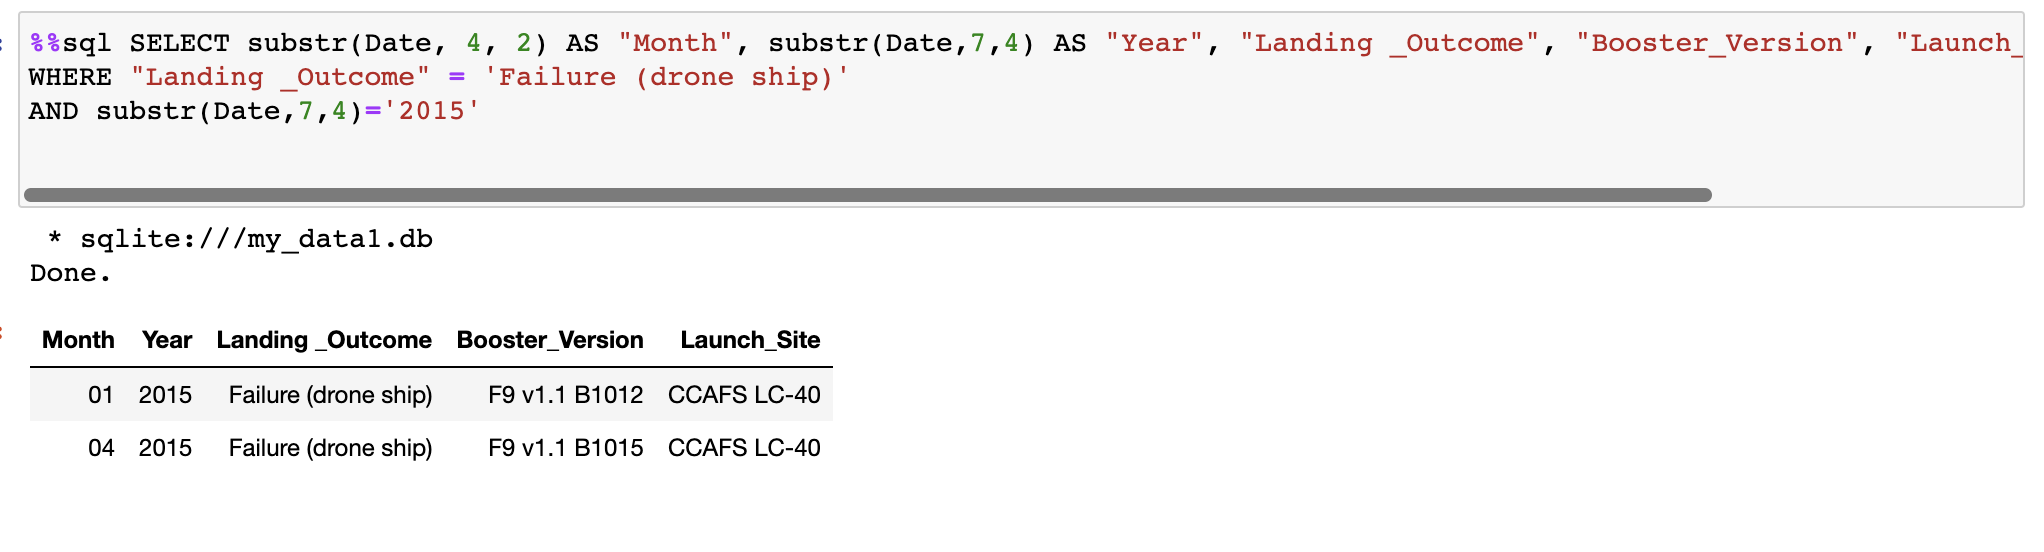 %%sql SELECT substr(Date, 4, 2) AS "Month", substr(Date,7,4) AS "Year", "Landing _Outcome", "Booster_Version", "Launch_
WHERE "Landing _Outcome" = 'Failure (drone ship)'
AND substr(Date,7,4)='2015'
* sqlite:///my_data1.db
Done.
Month Year Landing _Outcome Booster_Version Launch_Site
01 2015 Failure (drone ship) F9 v1.1 B1012 CCAFS LC-40
04 2015 Failure (drone ship) F9 v1.1 B1015 CCAFS LC-40